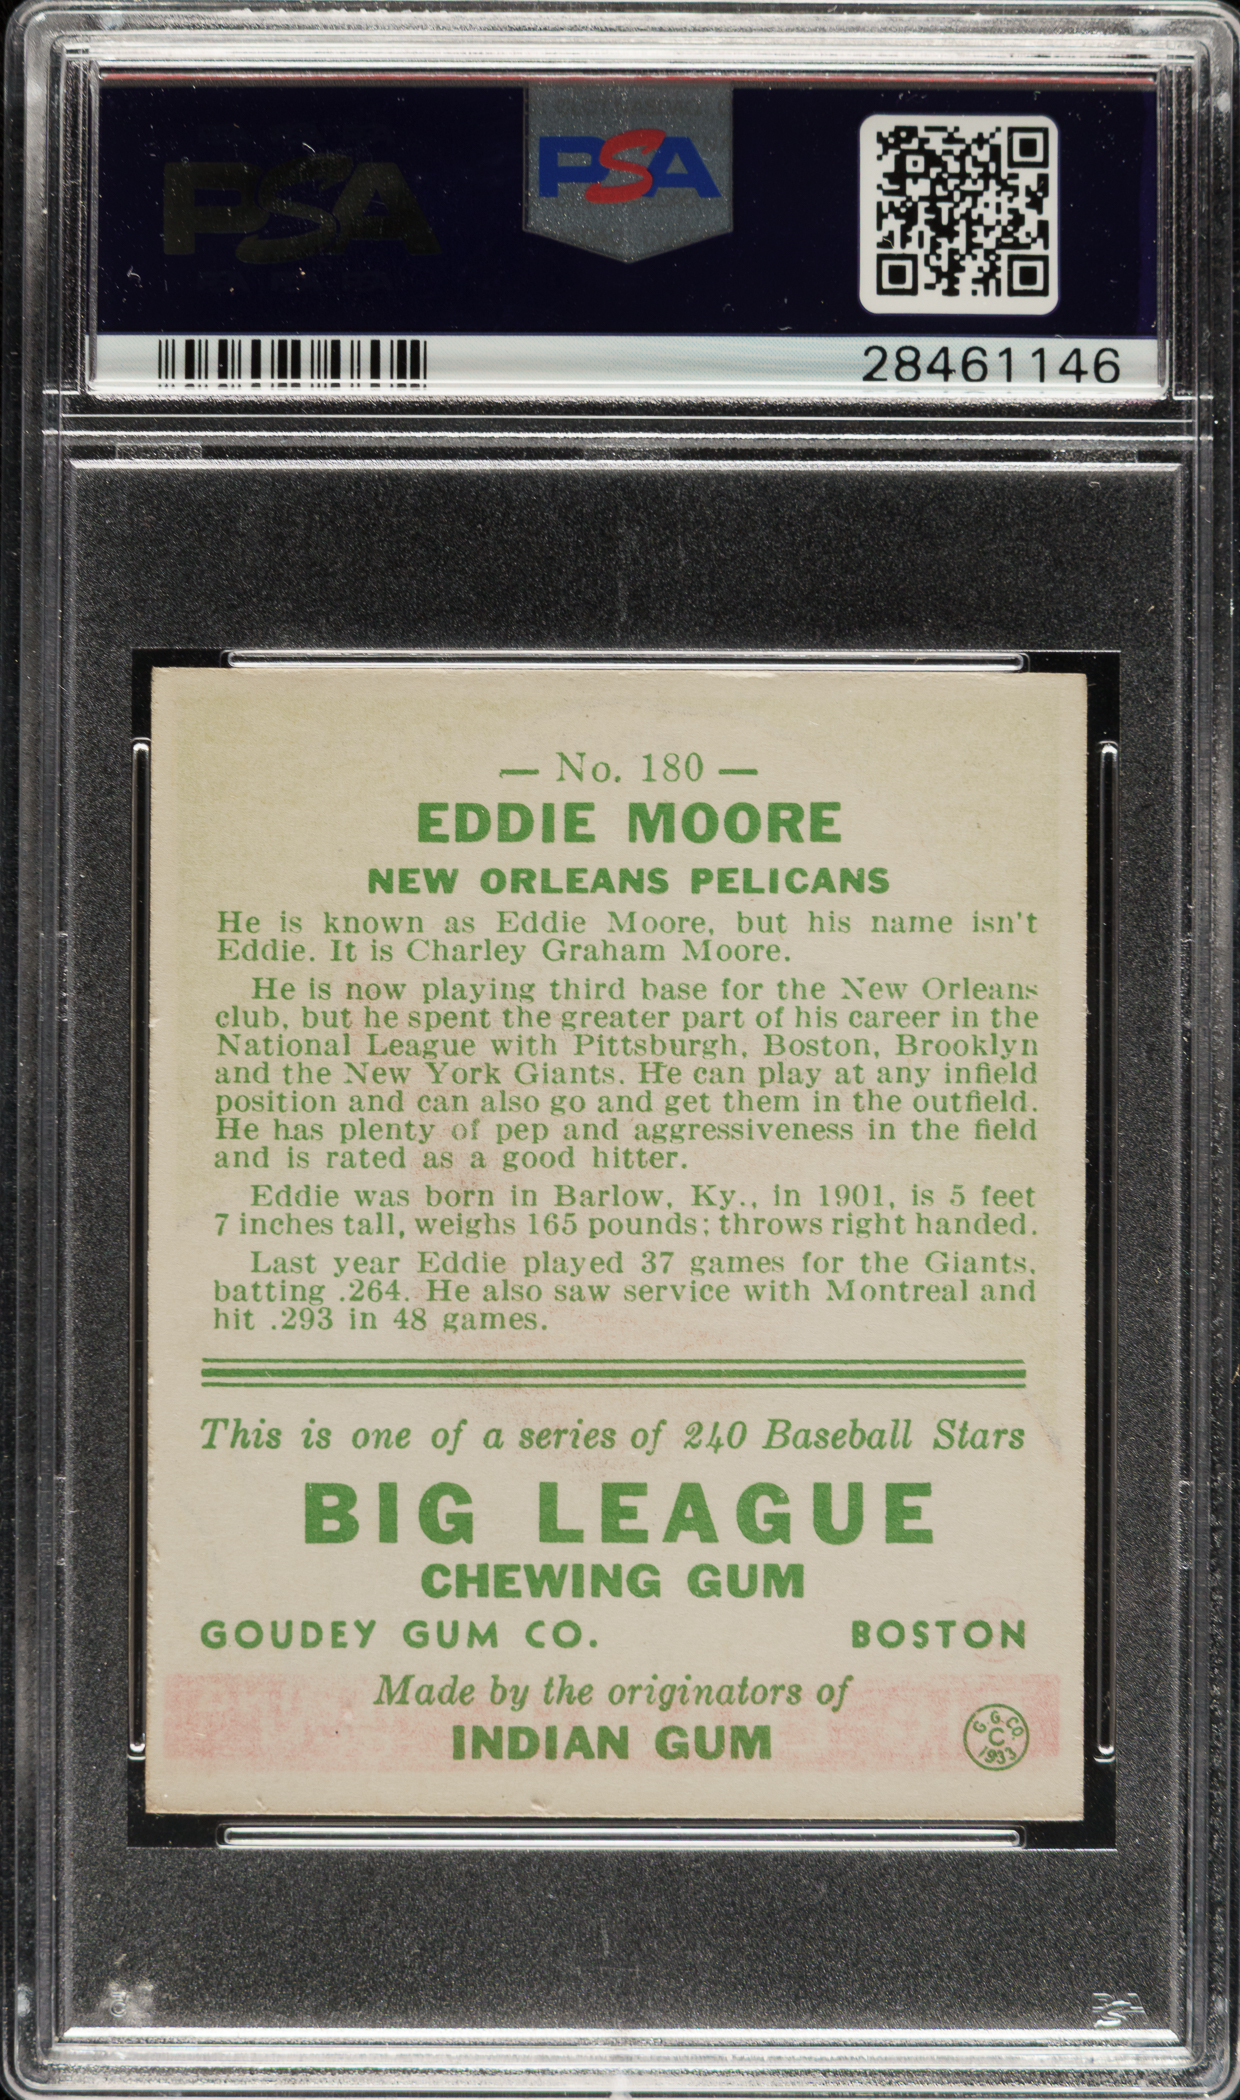 PSA
PSA
28461146
— No. 180 —
EDDIE MOORE
NEW ORLEANS PELICANS
He is known as Eddie Moore, but his name isn't
Eddie. It is Charley Graham Moore.
He is now playing third base for the New Orleans
club, but he spent the greater part of his career in the
National League with Pittsburgh, Boston, Brooklyn
and the New York Giants. He can play at any infield
position and can also go and get them in the outfield.
He has plenty of pep and aggressiveness in the field
and is rated as a good hitter.
Eddie was born in Barlow, Ky., in 1901, is 5 feet
7 inches tall, weighs 165 pounds; throws right handed.
Last year Eddie played 37 games for the Giants,
batting .264. He also saw service with Montreal and
hit .293 in 48 games.
This is one of a series of 240 Baseball Stars
BIG LEAGUE
CHEWING GUM
GOUDEY GUM CO. BOSTON
Made by the originators of
INDIAN GUM
G. G. CO.
C
1933
PSA